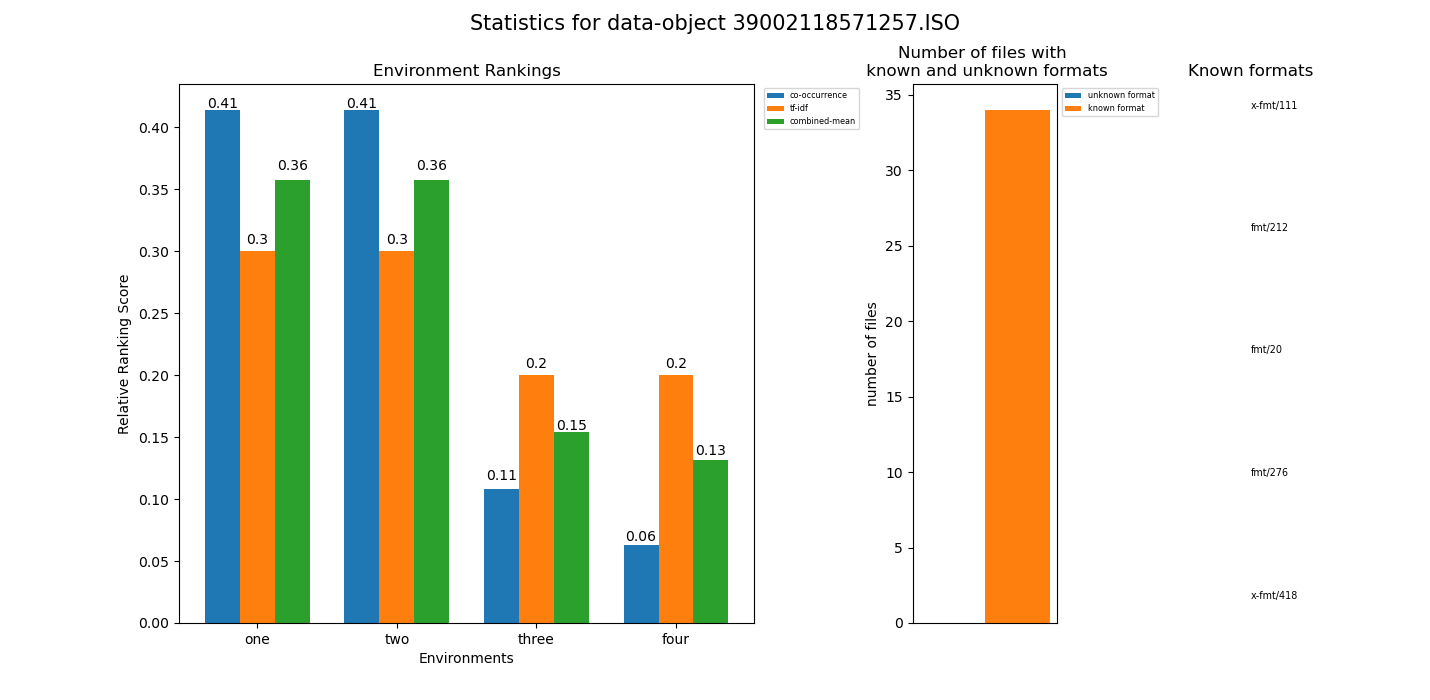 Statistics for data-object 39002118571257.ISO
Environment Rankings
Relative Ranking Score
0.40
0.35
0.30
0.25
0.20
0.15
0.10
0.05
0.00
0.41
0.3
0.36
0.41
0.3
0.36
0.11
0.2
0.15
0.06
0.2
0.13
one
two
three
four
Environments
co-occurrence
tf-idf
combined-mean
Number of files with
known and unknown formats
number of files
35
30
25
20
15
10
5
0
unknown format
known format
Known formats
x-fmt/111
fmt/212
fmt/20
fmt/276
x-fmt/418